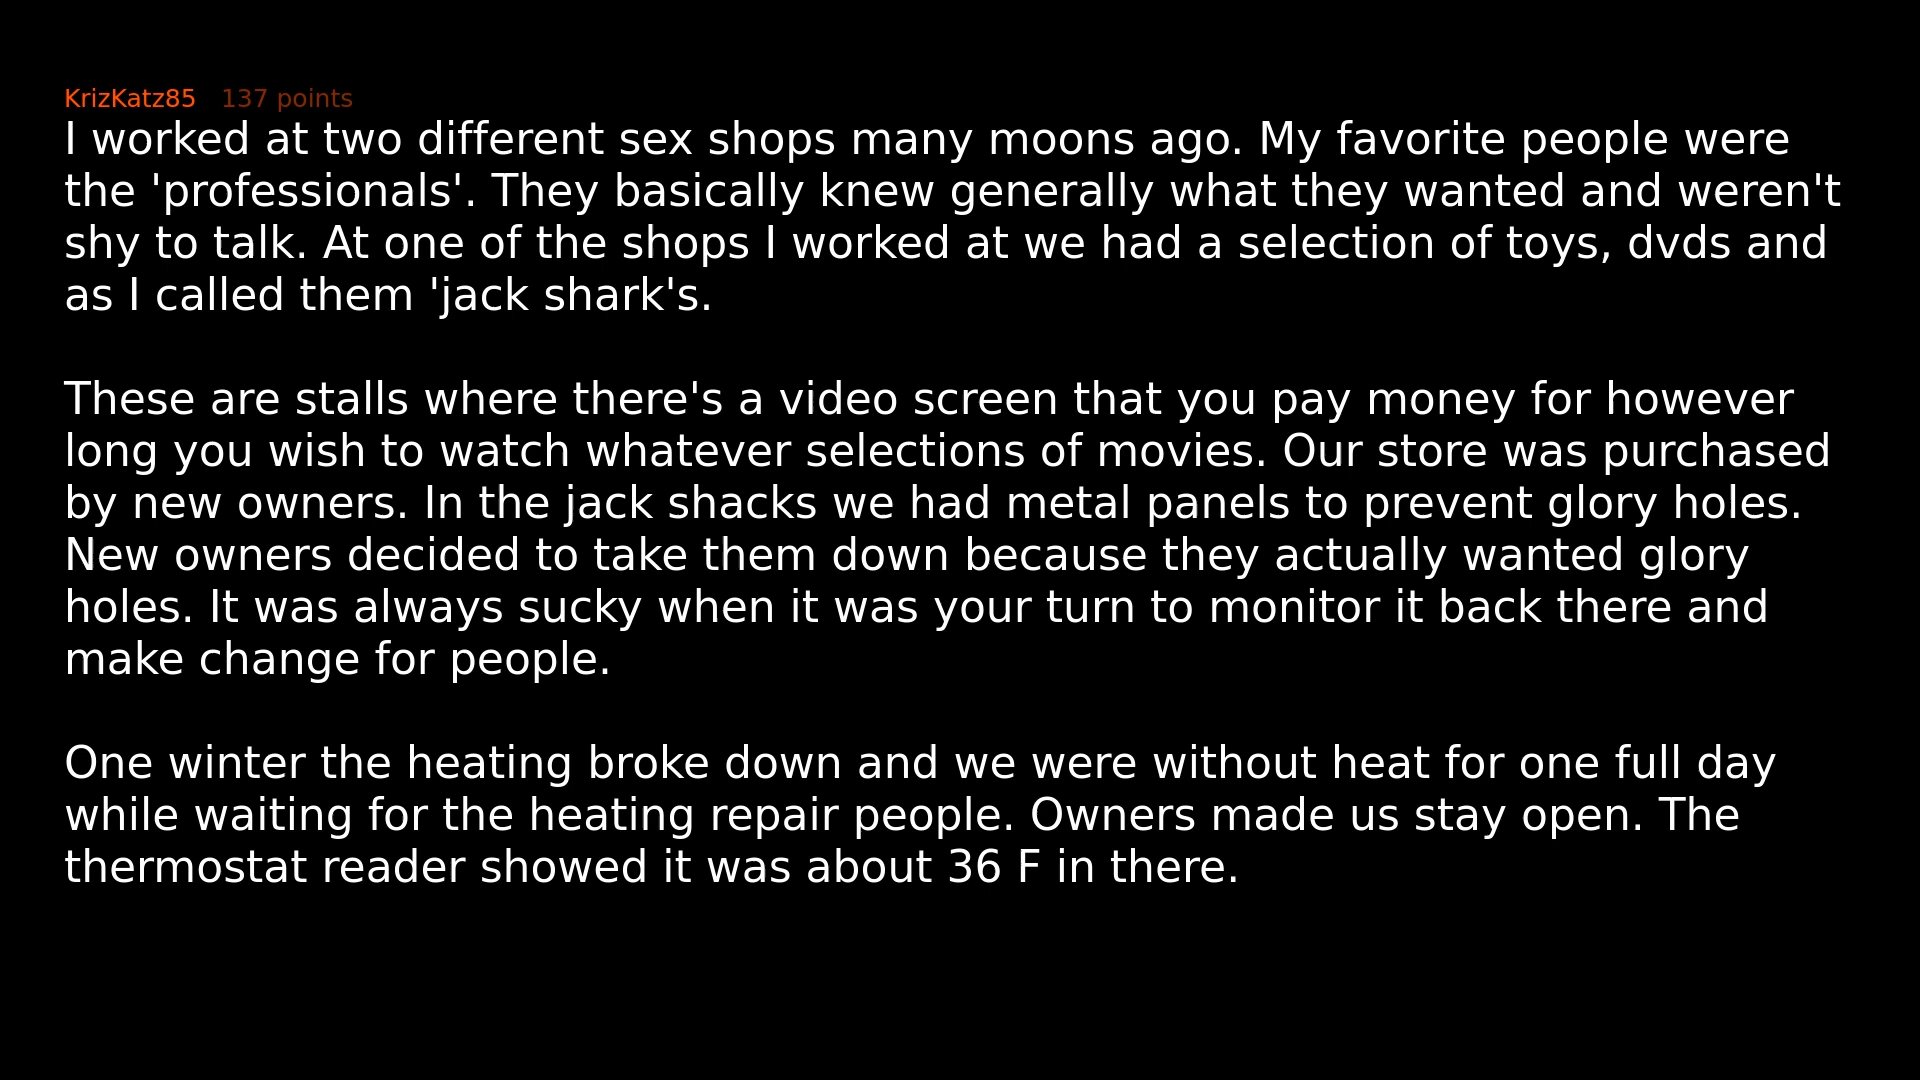 KrizKatz85 137 points
I worked at two different sex shops many moons ago. My favorite people were
the 'professionals'. They basically knew generally what they wanted and weren't
shy to talk. At one of the shops I worked at we had a selection of toys, dvds and
as I called them 'jack shark's.
These are stalls where there's a video screen that you pay money for however
long you wish to watch whatever selections of movies. Our store was purchased
by new owners. In the jack shacks we had metal panels to prevent glory holes.
New owners decided to take them down because they actually wanted glory
holes. It was always sucky when it was your turn to monitor it back there and
make change for people.
One winter the heating broke down and we were without heat for one full day
while waiting for the heating repair people. Owners made us stay open. The
thermostat reader showed it was about 36 F in there.